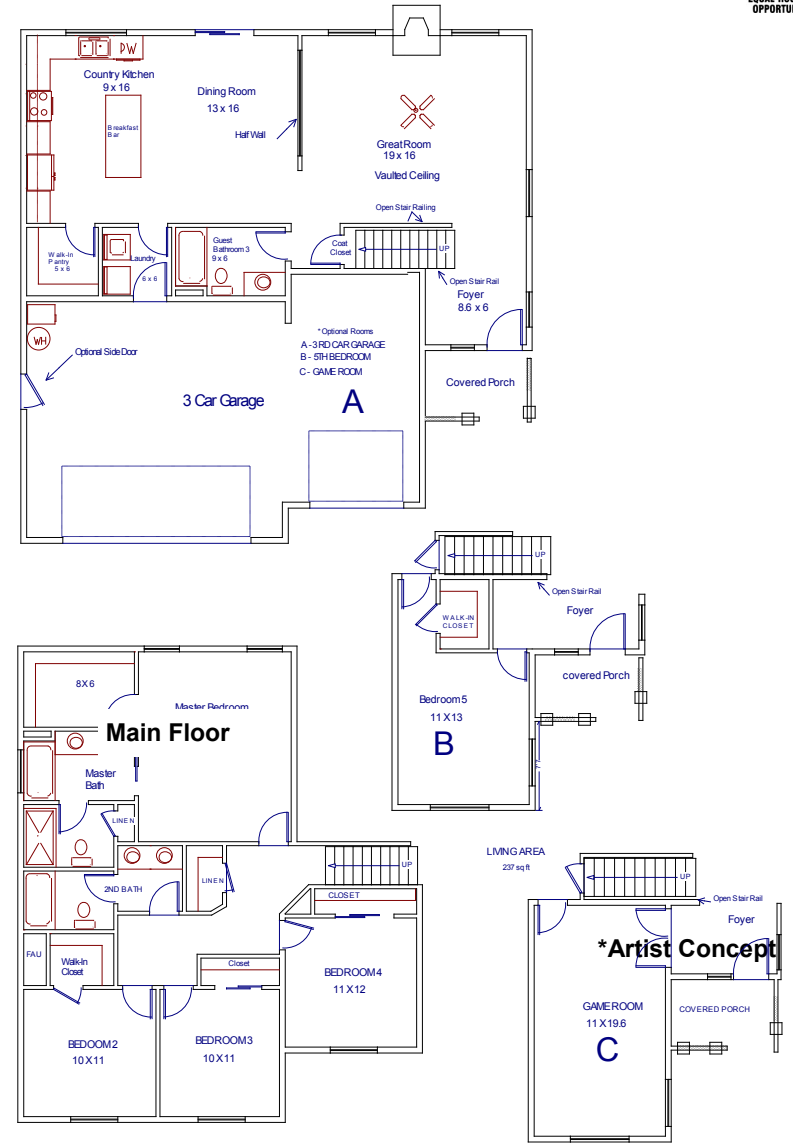 OPPORTU
DW
Country Kitchen
9 x 16
Dining Room
13 x 16
Breakfast
Bar
Half Wall
Great Room
19 x 16
Vaulted Ceiling
Open Stair Railing
Walk-In
Pantry
5 x 6
Laundry
6 x 6
Guest
Bathroom 3
9 x 6
Coat
Closet
UP
Open Stair Rail
Foyer
8.6 x 6
WH
Optional Side Door
*Optional Rooms
A - 3RD CAR GARAGE
B - 5TH BEDROOM
C - GAME ROOM
3 Car Garage
A
Covered Porch
UP
Open Stair Rail
WALK-IN
CLOSET
Foyer
covered Porch
Bedroom 5
11 X 13
B
8 X 6
Master Bedroom
Main Floor
Master
Bath
LINEN
2ND BATH
LINEN
UP
CLOSET
FAU
Walk-In
Closet
Closet
BEDROOM 4
11 X 12
BEDOOM 2
10 X 11
BEDROOM 3
10 X 11
LIVING AREA
237 sq ft
UP
Open Stair Rail
Foyer
*Artist Concept
GAME ROOM
11 X 19.6
C
COVERED PORCH